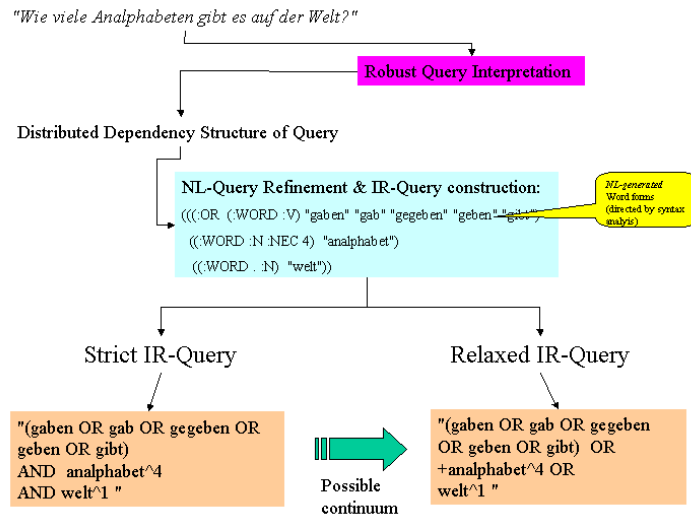 "Wie viele Analphabeten gibt es auf der Welt?"
Robust Query Interpretation
Distributed Dependency Structure of Query
NL-Query Refinement & IR-Query construction:
(((:OR (:WORD :V) "gaben" "gab" "gegeben" "geben" "gibt")
((:WORD :N :NEC 4) "analphabet")
((:WORD . :N) "welt"))
NL-generated
Word forms
(directed by syntax
analyis)
Strict IR-Query
Relaxed IR-Query
"(gaben OR gab OR gegeben OR
geben OR gibt)
AND analphabet^4
AND welt^1 "
Possible
continuum
"(gaben OR gab OR gegeben
OR geben OR gibt) OR
+analphabet^4 OR
welt^1 "